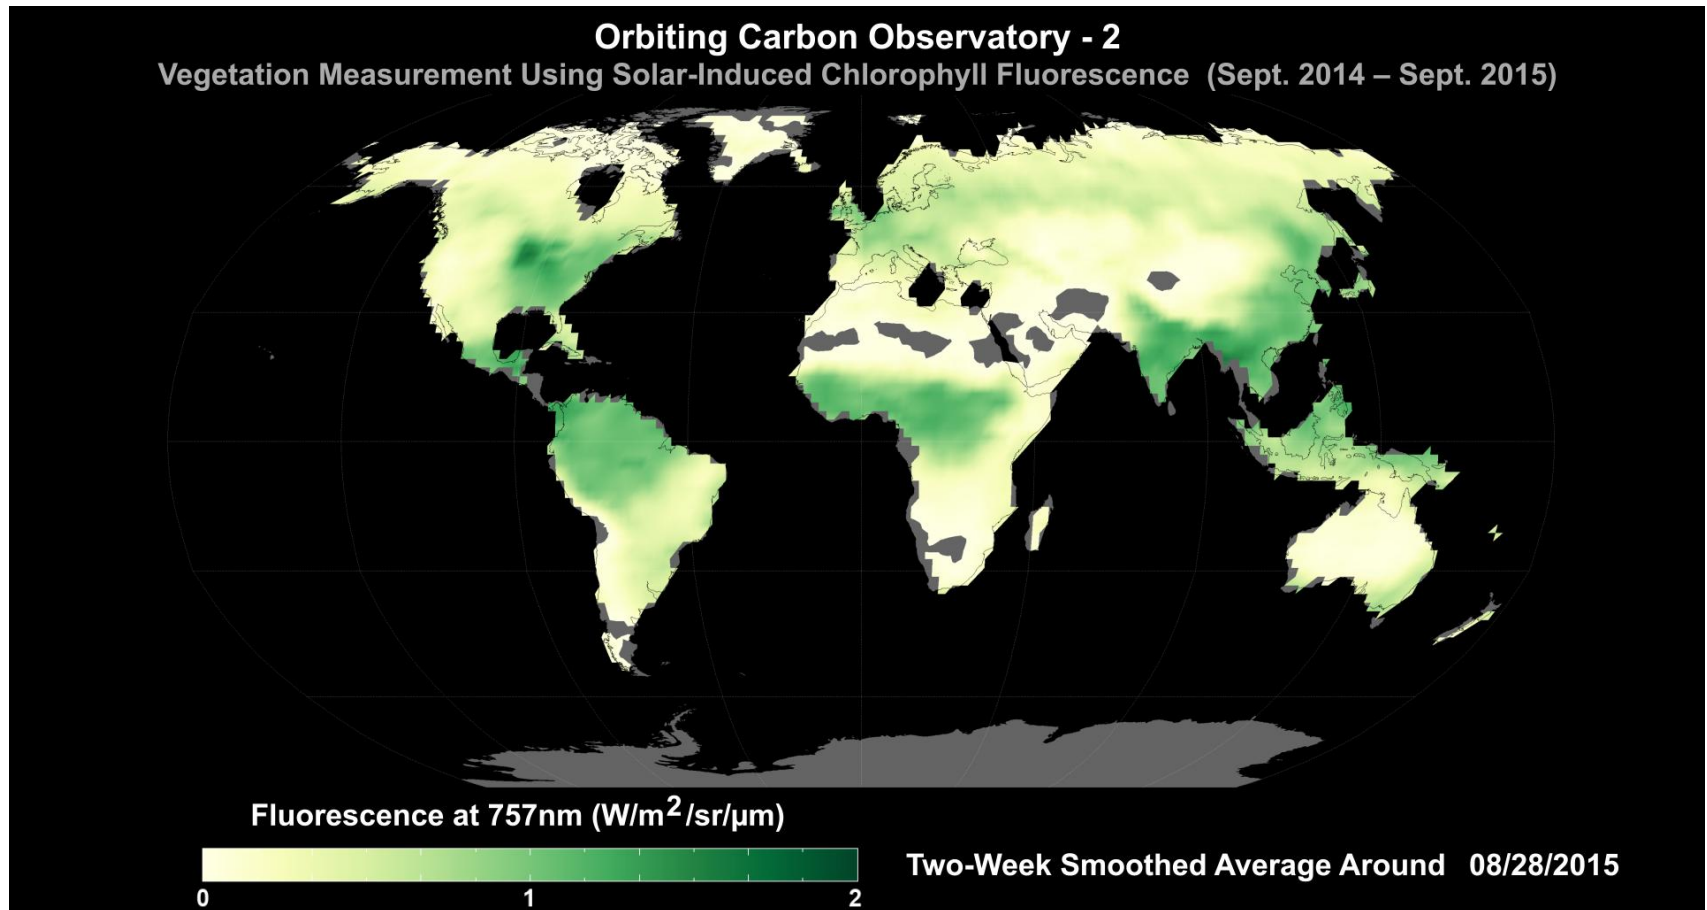 Orbiting Carbon Observatory - 2
Vegetation Measurement Using Solar-Induced Chlorophyll Fluorescence (Sept. 2014 – Sept. 2015)
Fluorescence at 757nm (W/m²/sr/µm)
Two-Week Smoothed Average Around 08/28/2015
0 1 2